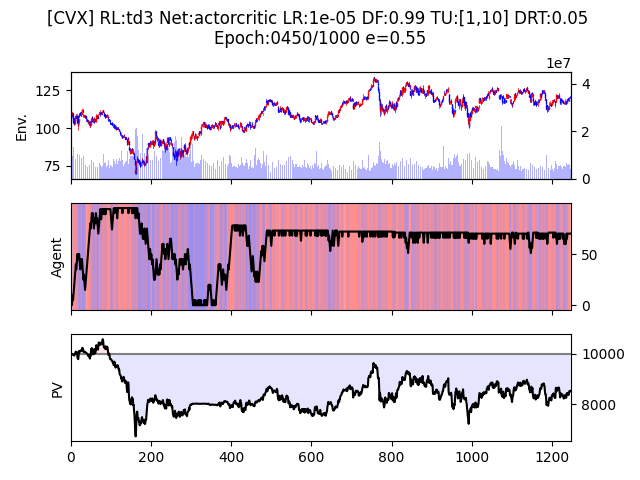 [CVX] RL:td3 Net:actorcritic LR:1e-05 DF:0.99 TU:[1,10] DRT:0.05
Epoch:0450/1000 e=0.55
1e7
125
100
75
Env.
4
2
0
Agent
50
0
PV
10000
8000
0
200
400
600
800
1000
1200